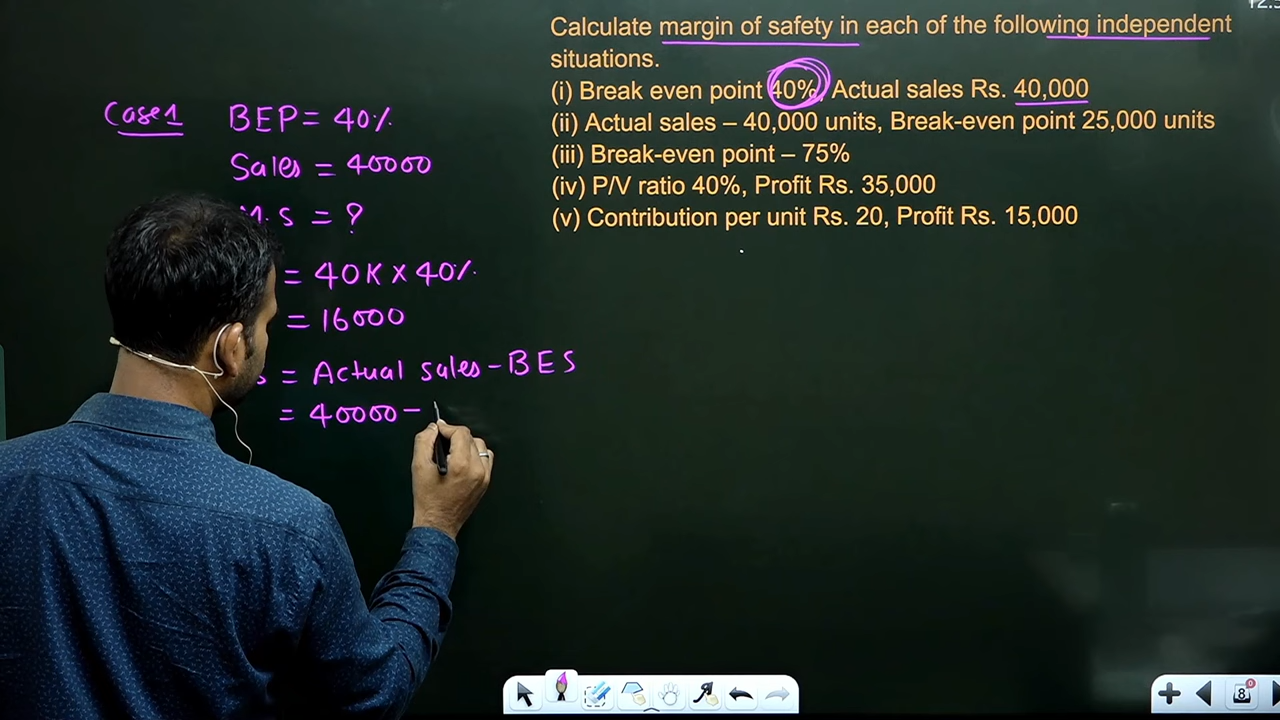 Calculate margin of safety in each of the following independent
situations.
(i) Break even point 40%, Actual sales Rs. 40,000
(ii) Actual sales – 40,000 units, Break-even point 25,000 units
(iii) Break-even point – 75%
(iv) P/V ratio 40%, Profit Rs. 35,000
(v) Contribution per unit Rs. 20, Profit Rs. 15,000
Case 1 BEP = 40%
Sales = 40000
M.S = ?
= 40K × 40%
= 16000
S = Actual sales - BES
= 40000 -
8
0